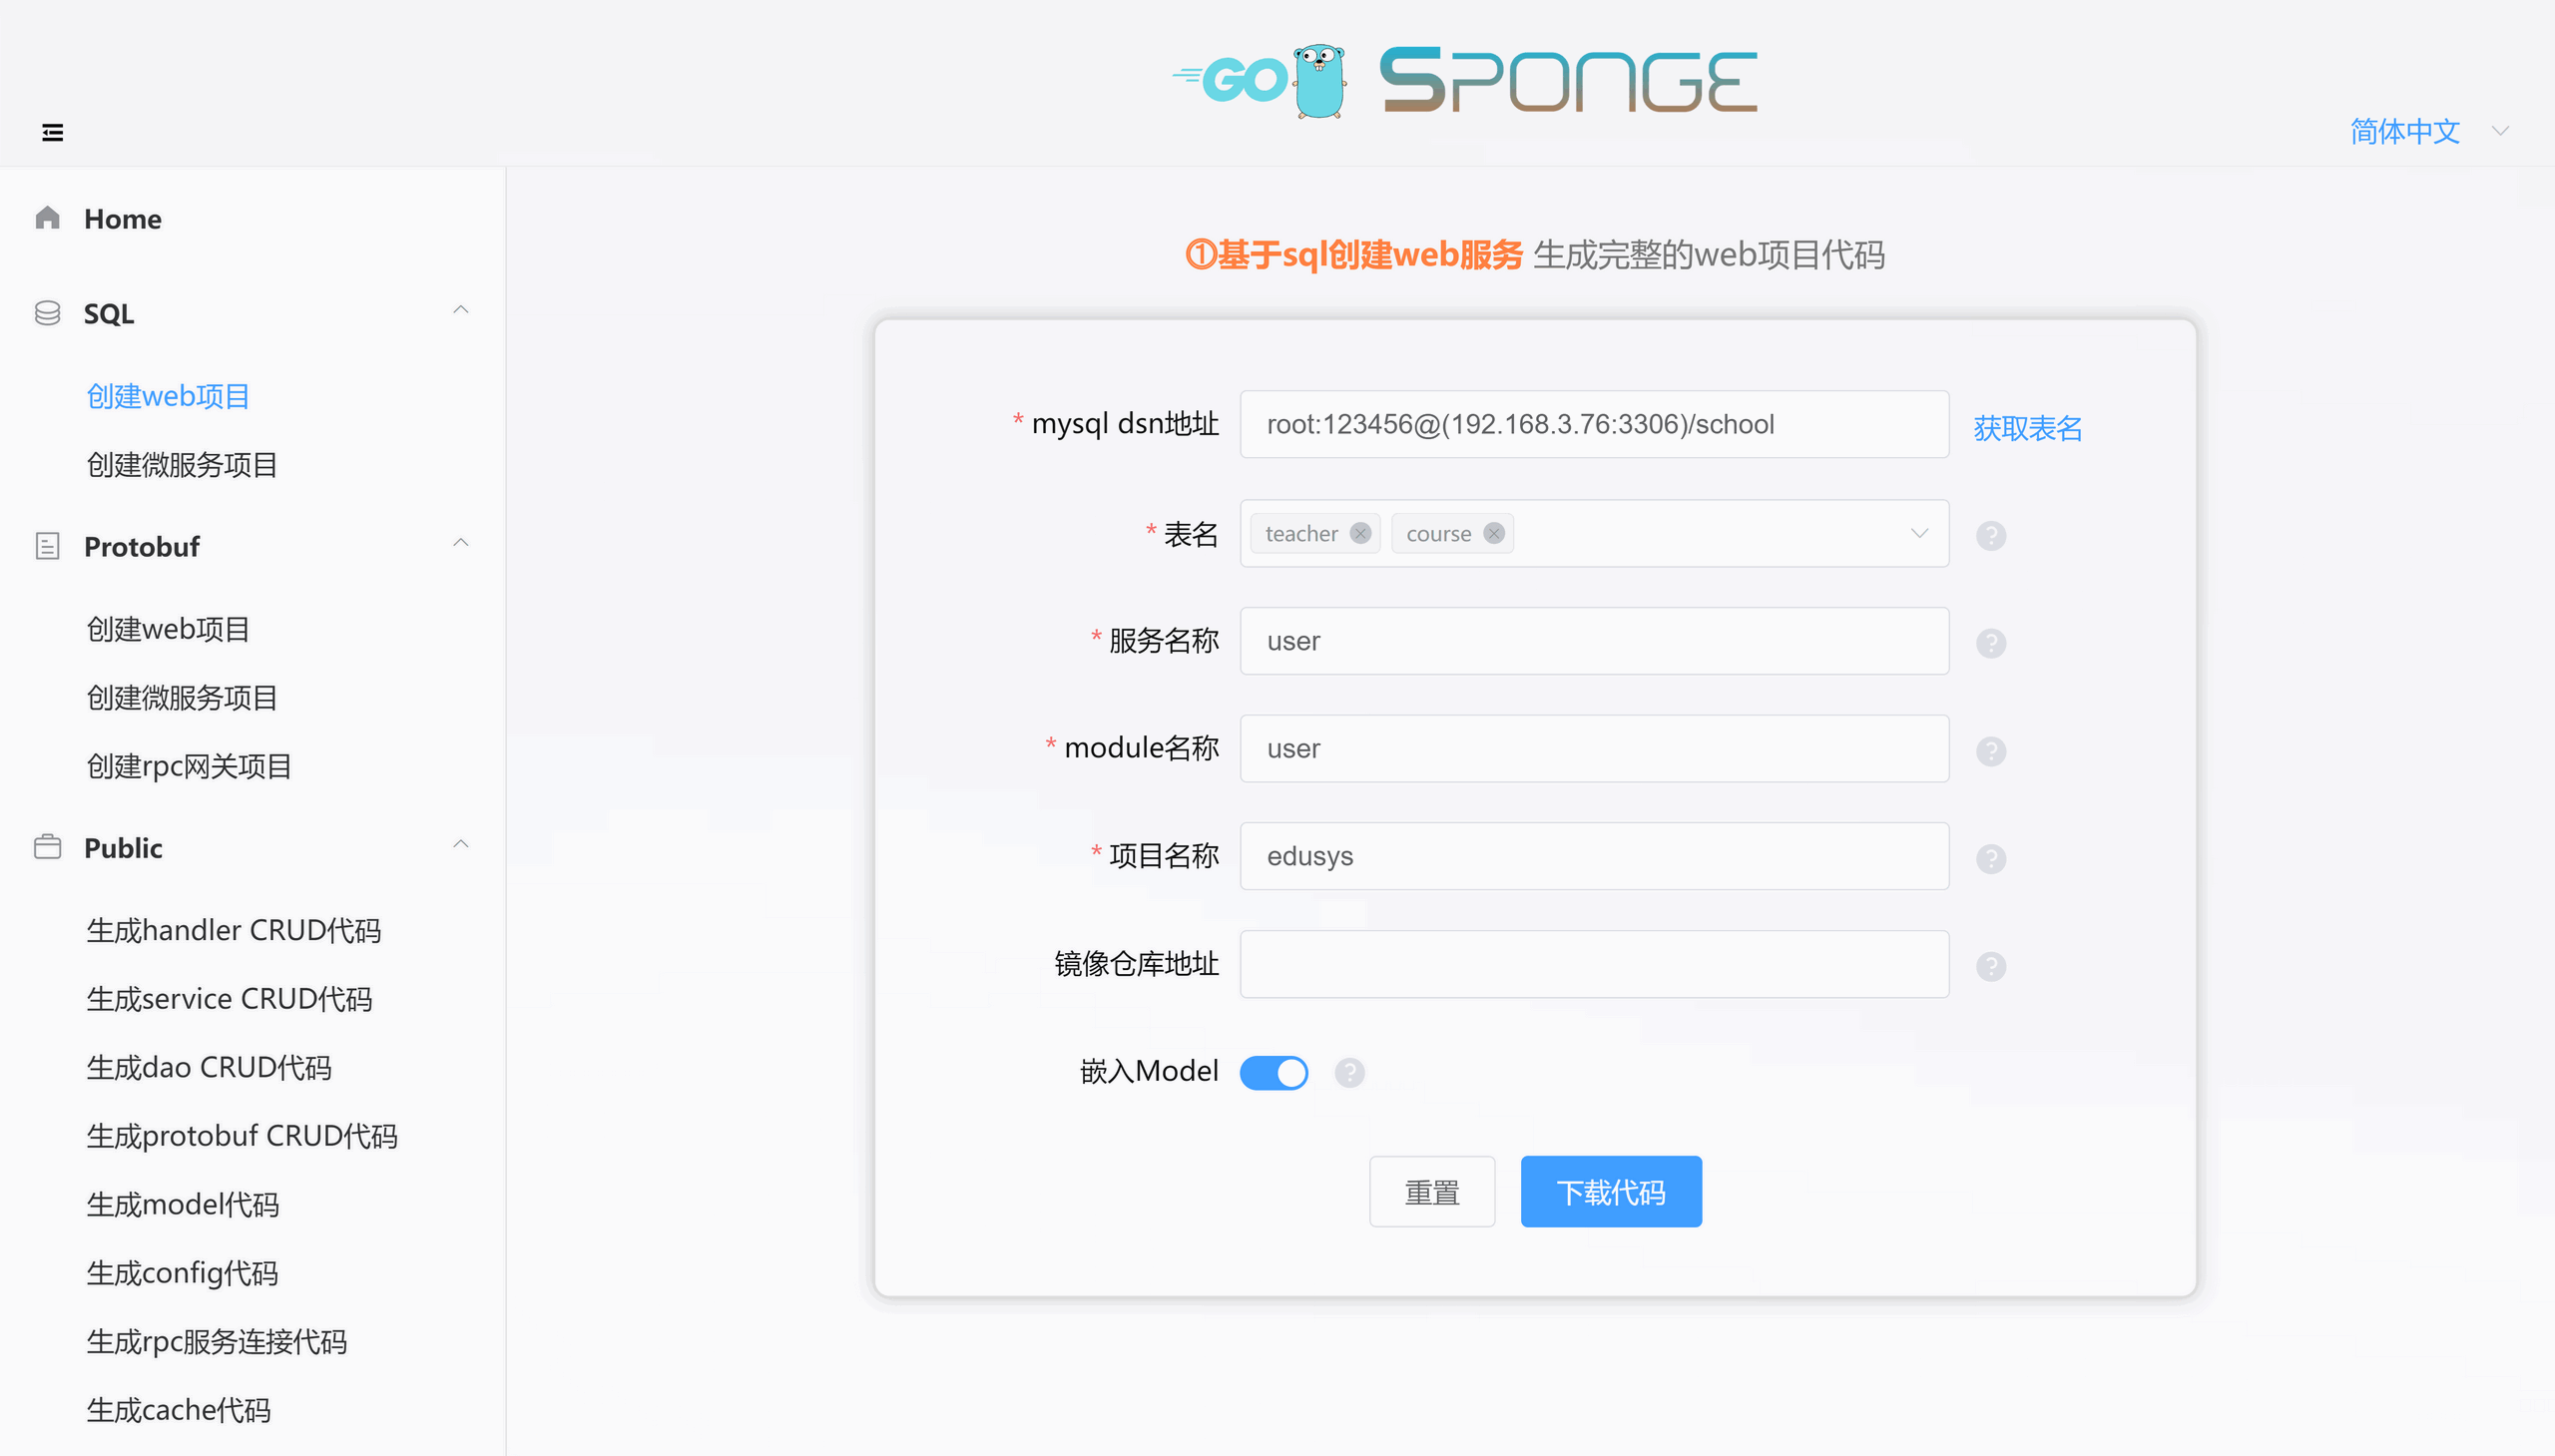 GO SPONGE
简体中文
Home
SQL
创建web项目
创建微服务项目
Protobuf
创建web项目
创建微服务项目
创建rpc网关项目
Public
生成handler CRUD代码
生成service CRUD代码
生成dao CRUD代码
生成protobuf CRUD代码
生成model代码
生成config代码
生成rpc服务连接代码
生成cache代码
①基于sql创建web服务 生成完整的web项目代码
* mysql dsn地址 root:123456@(192.168.3.76:3306)/school 获取表名
* 表名 teacher course ?
* 服务名称 user ?
* module名称 user ?
* 项目名称 edusys ?
镜像仓库地址 ?
嵌入Model ?
重置 下载代码